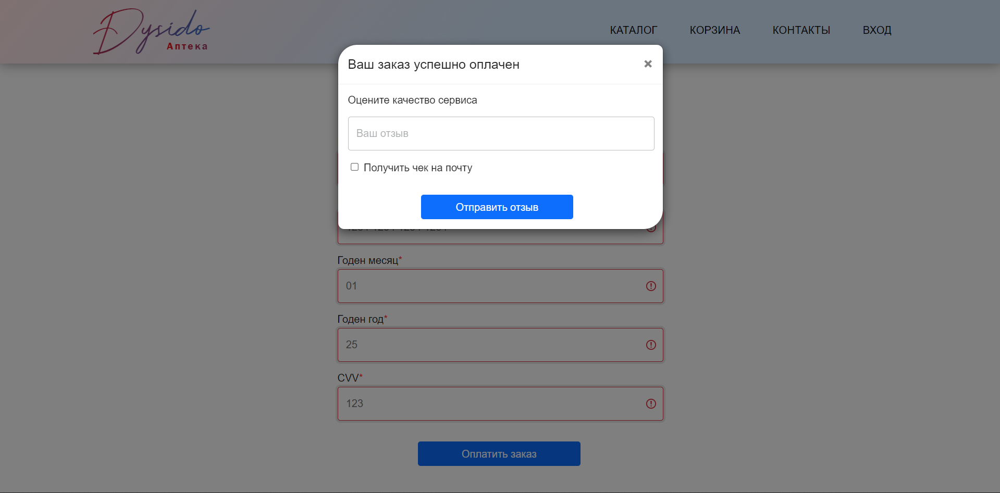 Dysido
Аптека
КАТАЛОГ КОРЗИНА КОНТАКТЫ ВХОД
Ваш заказ успешно оплачен
Оцените качество сервиса
Ваш отзыв
Получить чек на почту
Отправить отзыв
Годен месяц*
01
Годен год*
25
CVV*
123
Оплатить заказ